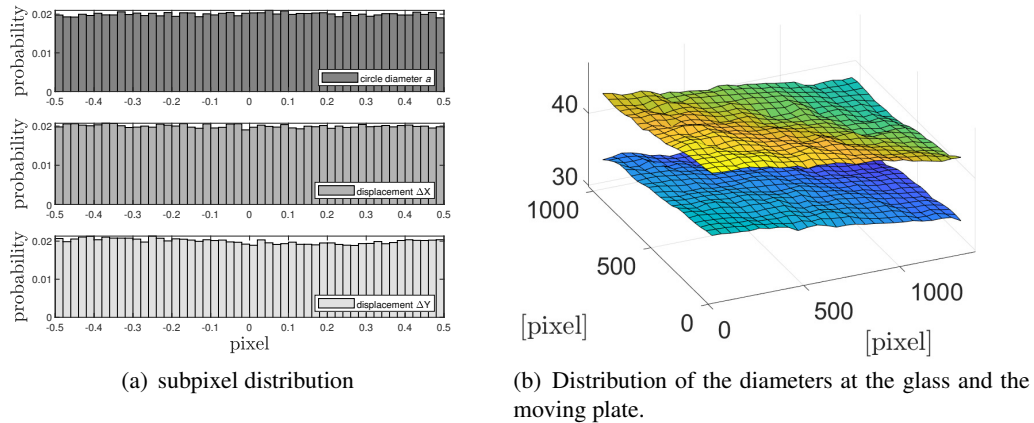 probability
0.02
0.01
0
circle diameter a
-0.5 -0.4 -0.3 -0.2 -0.1 0 0.1 0.2 0.3 0.4 0.5
probability
0.02
0.01
0
displacement ΔX
-0.5 -0.4 -0.3 -0.2 -0.1 0 0.1 0.2 0.3 0.4 0.5
probability
0.02
0.01
0
displacement ΔY
-0.5 -0.4 -0.3 -0.2 -0.1 0 0.1 0.2 0.3 0.4 0.5
pixel
(a) subpixel distribution
40
30
1000
500
0
[pixel]
0
500
1000
[pixel]
(b) Distribution of the diameters at the glass and the
moving plate.